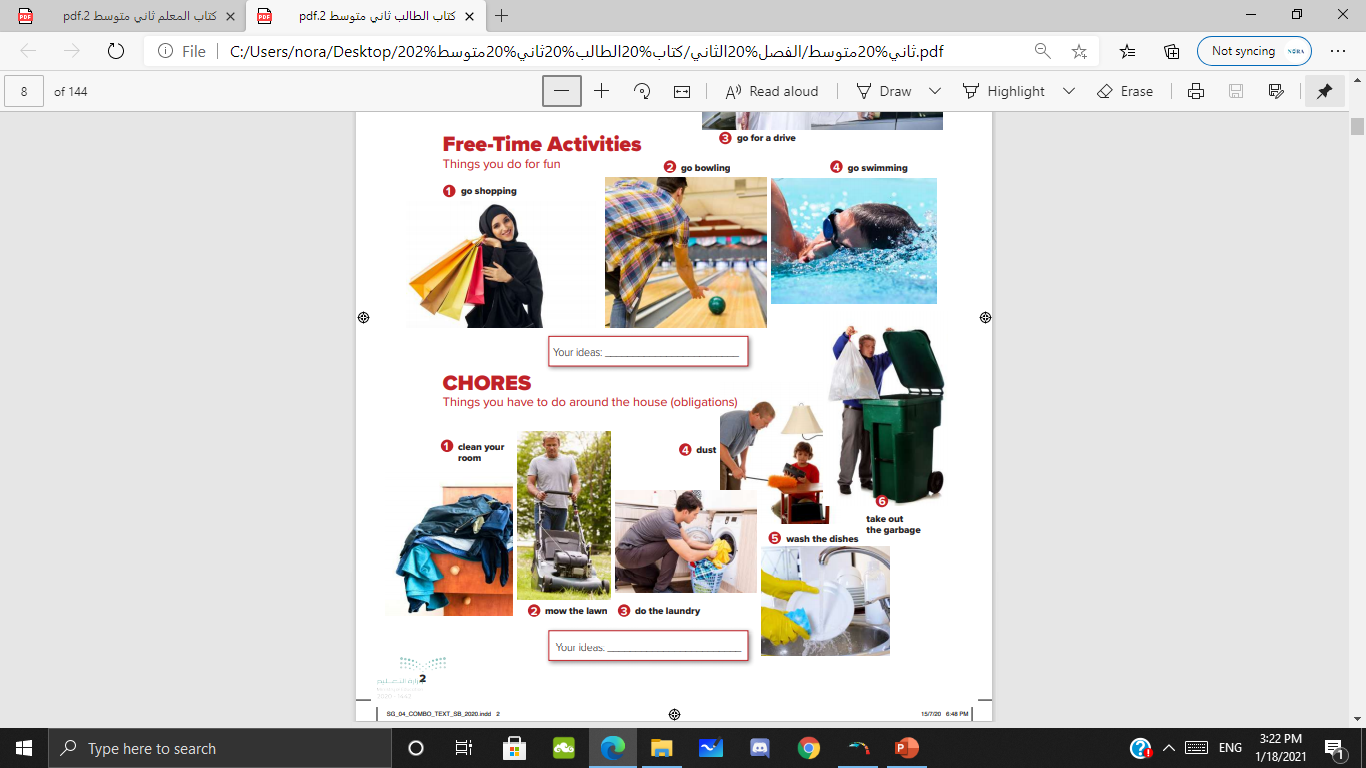 كتاب المعلم ثاني متوسط 2.pdf
كتاب الطالب ثاني متوسط 2.pdf
File
C:/Users/nora/Desktop/202%ثاني%20متوسط/الفصل%20الثاني/كتاب%20الطالب%20ثاني%20متوسط.pdf
Not syncing
NORA
8
of 144
Read aloud
Draw
Highlight
Erase
3 go for a drive
Free-Time Activities
Things you do for fun
2 go bowling
4 go swimming
1 go shopping
Your ideas:
CHORES
Things you have to do around the house (obligations)
1 clean your
room
4 dust
6
take out
the garbage
5 wash the dishes
2 mow the lawn
3 do the laundry
Your ideas:
2
SG_04_COMBO_TEXT_SB_2020.indd 2
15/7/20 6:48 PM
Type here to search
ENG
3:22 PM
1/18/2021
1